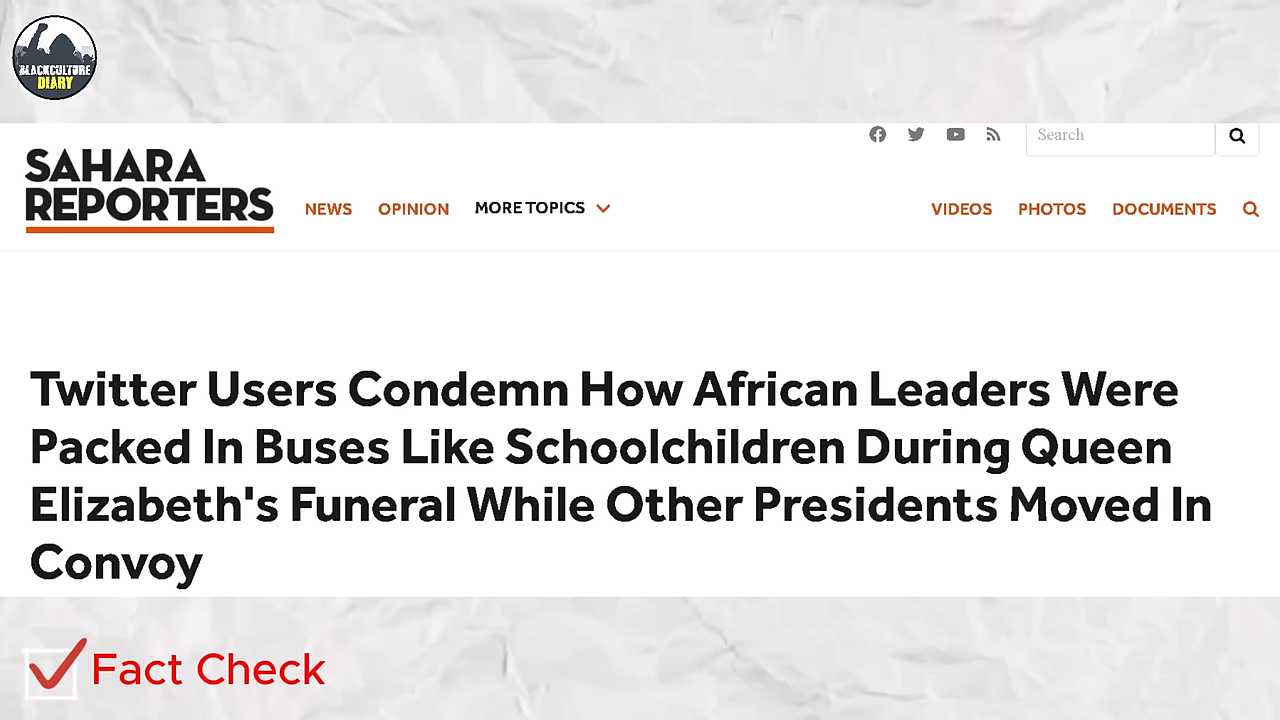 BLACKCULTURE
DIARY
Search
SAHARA
REPORTERS
NEWS OPINION MORE TOPICS VIDEOS PHOTOS DOCUMENTS
Twitter Users Condemn How African Leaders Were
Packed In Buses Like Schoolchildren During Queen
Elizabeth's Funeral While Other Presidents Moved In
Convoy
Fact Check